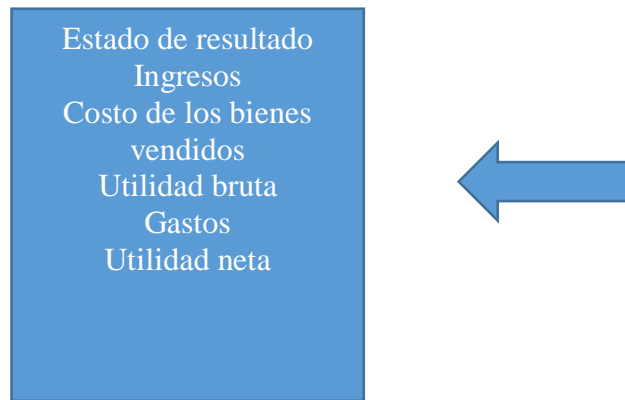 Estado de resultado
Ingresos
Costo de los bienes
vendidos
Utilidad bruta
Gastos
Utilidad neta